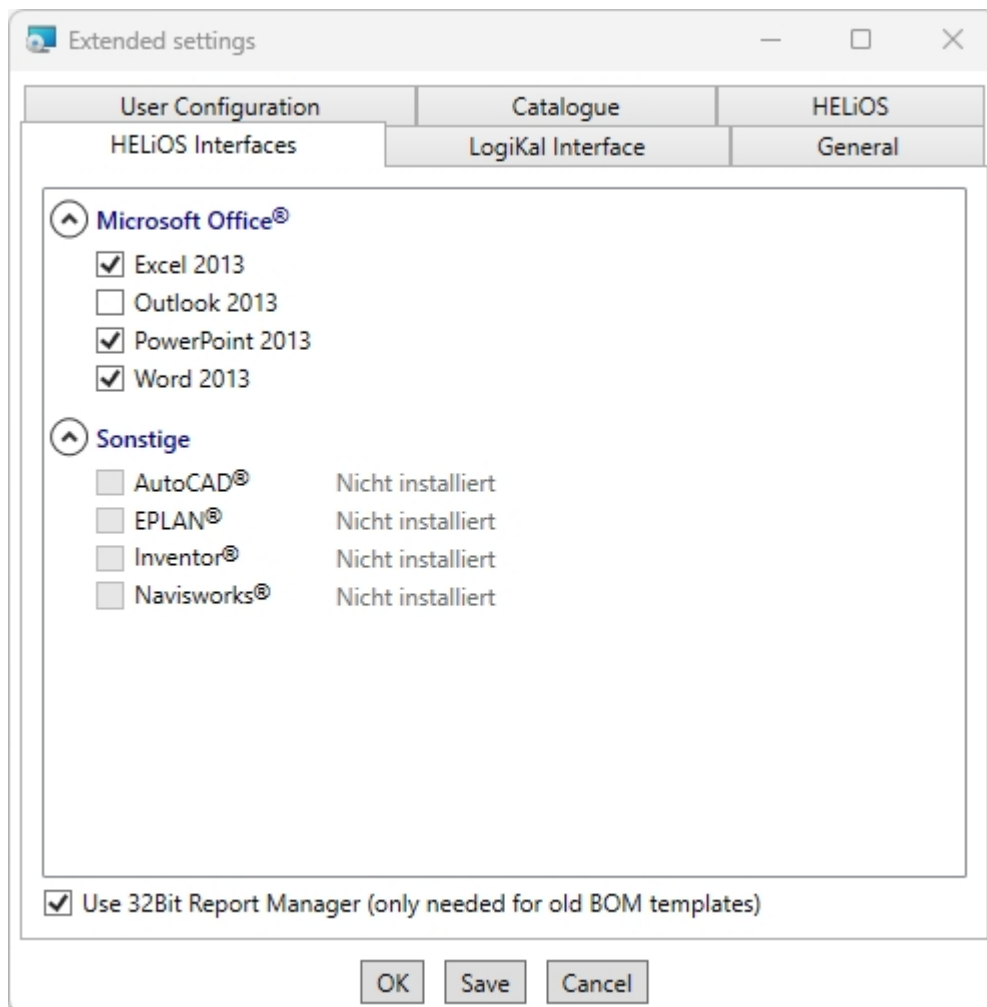 Extended settings
User Configuration
Catalogue
HELiOS
HELiOS Interfaces
LogiKal Interface
General
Microsoft Office®
Excel 2013
Outlook 2013
PowerPoint 2013
Word 2013
Sonstige
AutoCAD® Nicht installiert
EPLAN® Nicht installiert
Inventor® Nicht installiert
Navisworks® Nicht installiert
Use 32Bit Report Manager (only needed for old BOM templates)
OK
Save
Cancel